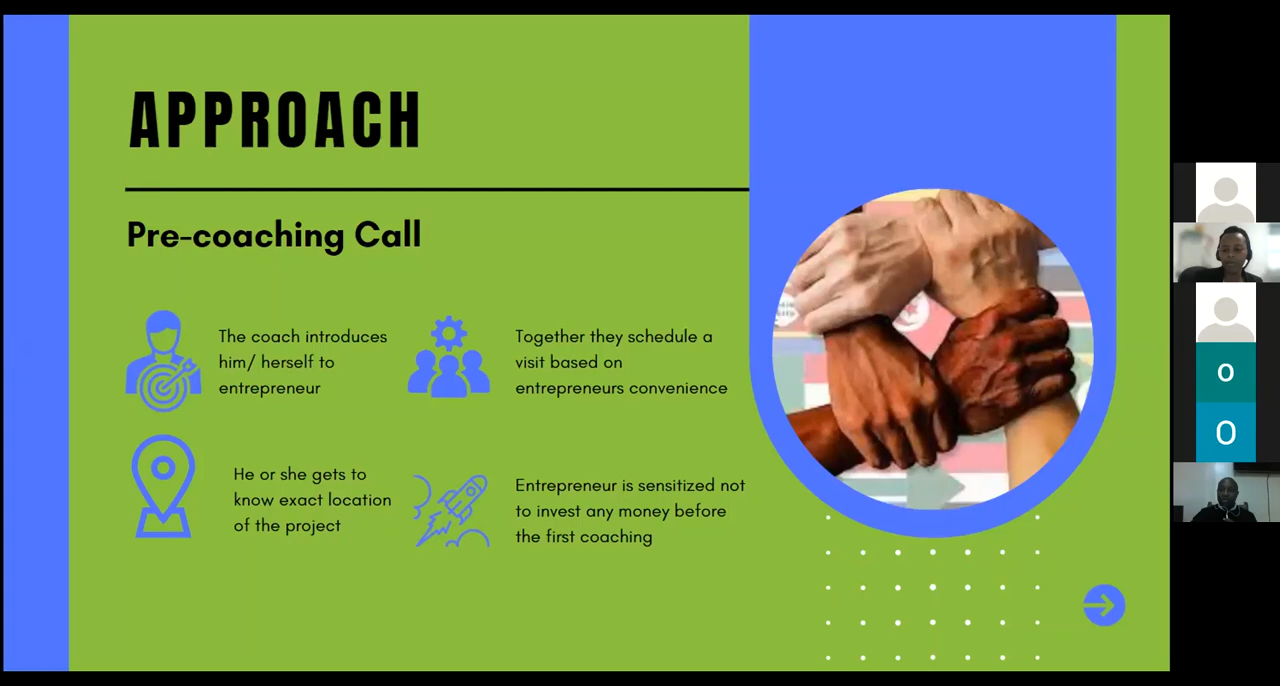 APPROACH
Pre-coaching Call
The coach introduces
him/ herself to
entrepreneur
Together they schedule a
visit based on
entrepreneurs convenience
He or she gets to
know exact location
of the project
Entrepreneur is sensitized not
to invest any money before
the first coaching
O
O